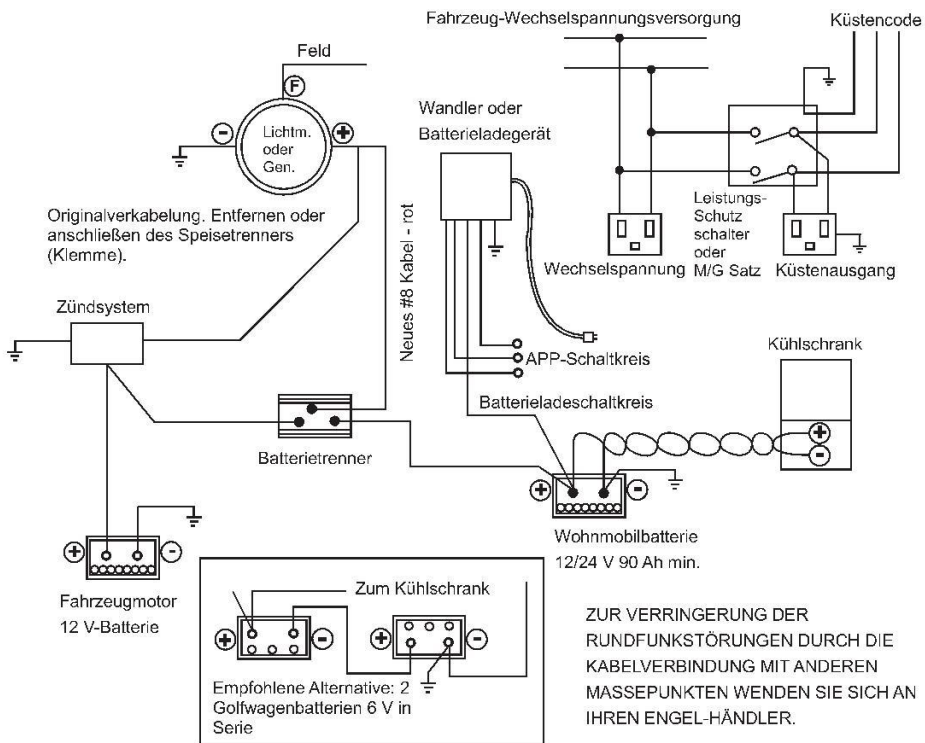 Fahrzeug-Wechselspannungsversorgung
Küstencode
Feld
F
Wandler oder
Batterieladegerät
- Lichtm. +
oder
Gen.
Originalverkabelung. Entfernen oder
anschließen des Speisetrenners
(Klemme).
Neues #8 Kabel - rot
Leistungs-
Schutz
schalter
oder
M/G Satz
Wechselspannung
Küstenausgang
Zündsystem
APP-Schaltkreis
Kühlschrank
Batterieladeschaltkreis
+
-
Batterietrenner
+ -
Wohnmobilbatterie
12/24 V 90 Ah min.
+ -
Fahrzeugmotor
12 V-Batterie
Zum Kühlschrank
+ - + -
Empfohlene Alternative: 2
Golfwagenbatterien 6 V in
Serie
ZUR VERRINGERUNG DER
RUNDFUNKSTÖRUNGEN DURCH DIE
KABELVERBINDUNG MIT ANDEREN
MASSEPUNKTEN WENDEN SIE SICH AN
IHREN ENGEL-HÄNDLER.